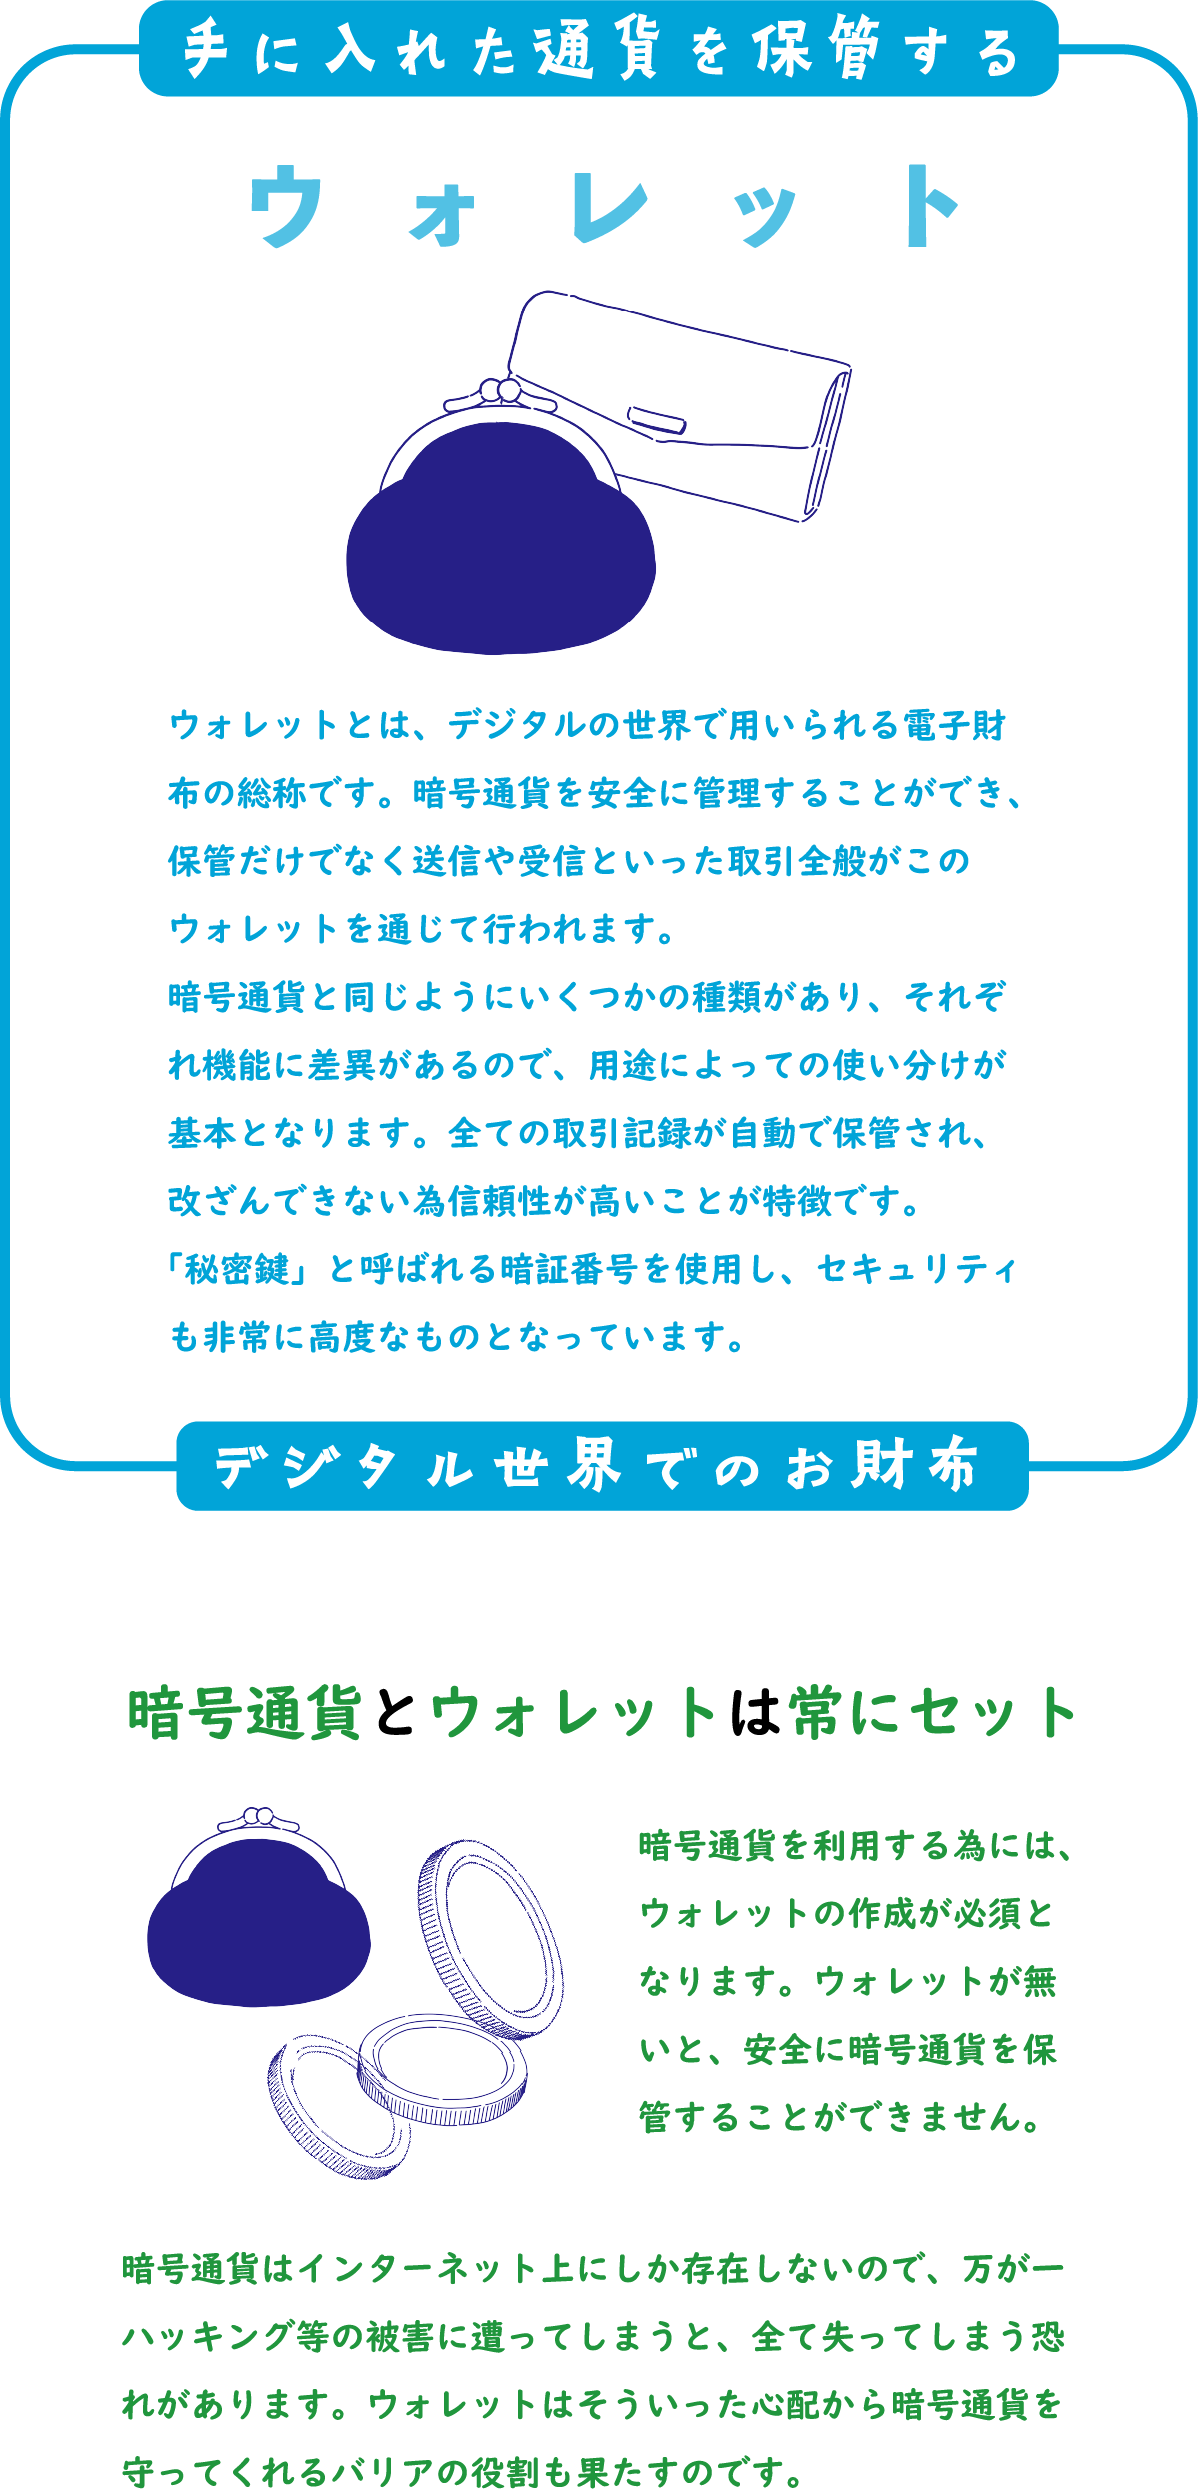 手に入れた通貨を保管する
ウォレット
ウォレットとは、デジタルの世界で用いられる電子財
布の総称です。暗号通貨を安全に管理することができ、
保管だけでなく送信や受信といった取引全般がこの
ウォレットを通じて行われます。
暗号通貨と同じようにいくつかの種類があり、それぞ
れ機能に差異があるので、用途によっての使い分けが
基本となります。全ての取引記録が自動で保管され、
改ざんできない為信頼性が高いことが特徴です。
「秘密鍵」と呼ばれる暗証番号を使用し、セキュリティ
も非常に高度なものとなっています。
デジタル世界でのお財布
暗号通貨とウォレットは常にセット
暗号通貨を利用する為には、
ウォレットの作成が必須と
なります。ウォレットが無
いと、安全に暗号通貨を保
管することができません。
暗号通貨はインターネット上にしか存在しないので、万が一
ハッキング等の被害に遭ってしまうと、全て失ってしまう恐
れがあります。ウォレットはそういった心配から暗号通貨を
守ってくれるバリアの役割も果たすのです。